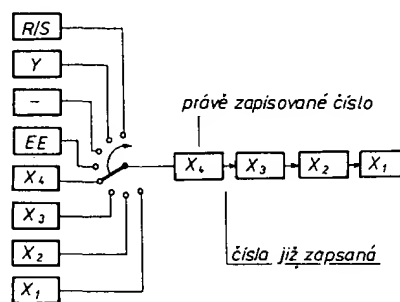 R/S
Y
–
EE
X₄
X₃
X₂
X₁
právě zapisované číslo
X₄ X₃ X₂ X₁
čísla již zapsaná